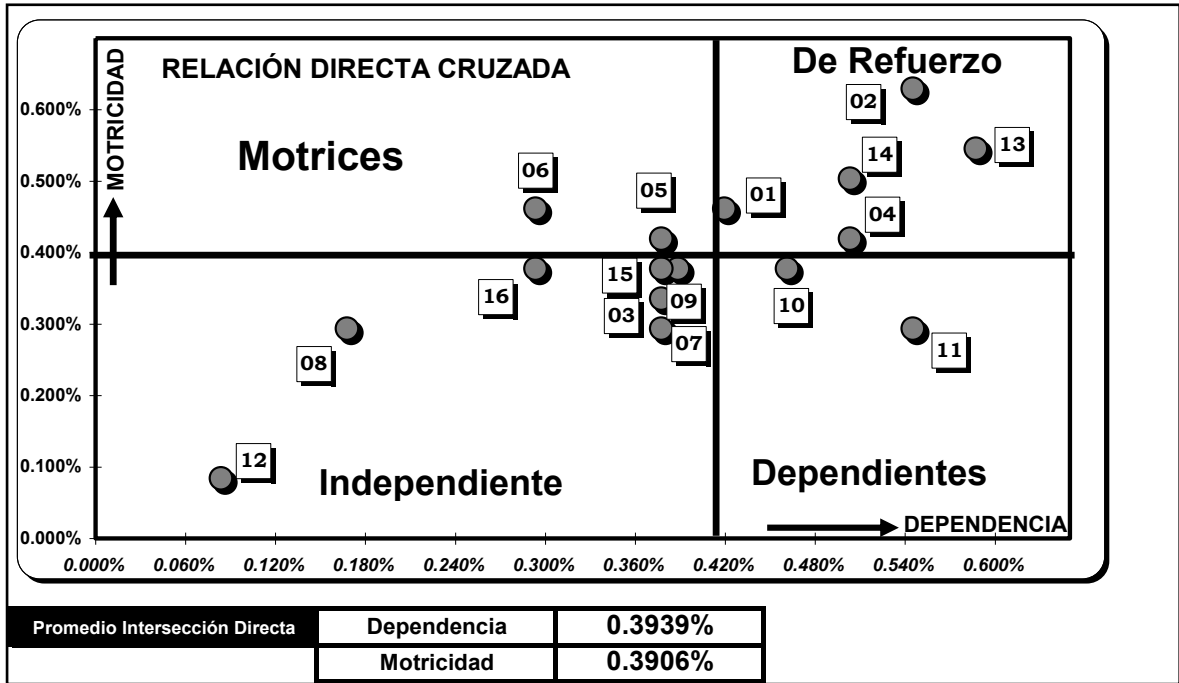 RELACIÓN DIRECTA CRUZADA
De Refuerzo
MOTRICIDAD
Motrices
0.600%
0.500%
0.400%
0.300%
0.200%
0.100%
0.000%
02
13
14
06
05
01
04
15
16
03
09
10
07
08
11
12
Independiente
Dependientes
DEPENDENCIA
0.000% 0.060% 0.120% 0.180% 0.240% 0.300% 0.360% 0.420% 0.480% 0.540% 0.600%
Promedio Intersección Directa Dependencia 0.3939%
Motricidad 0.3906%